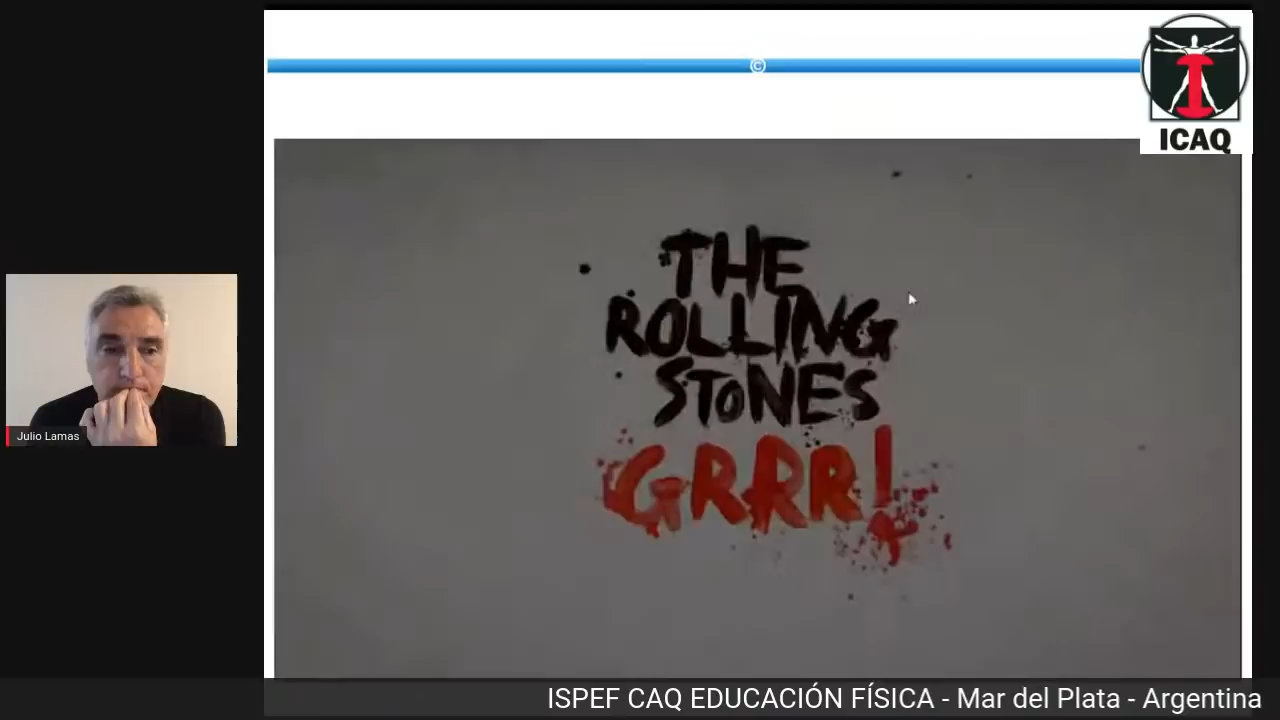 ©
ICAQ
THE
ROLLING
STONES
GRRR!
Julio Lamas
ISPEF CAQ EDUCACIÓN FÍSICA - Mar del Plata - Argentina